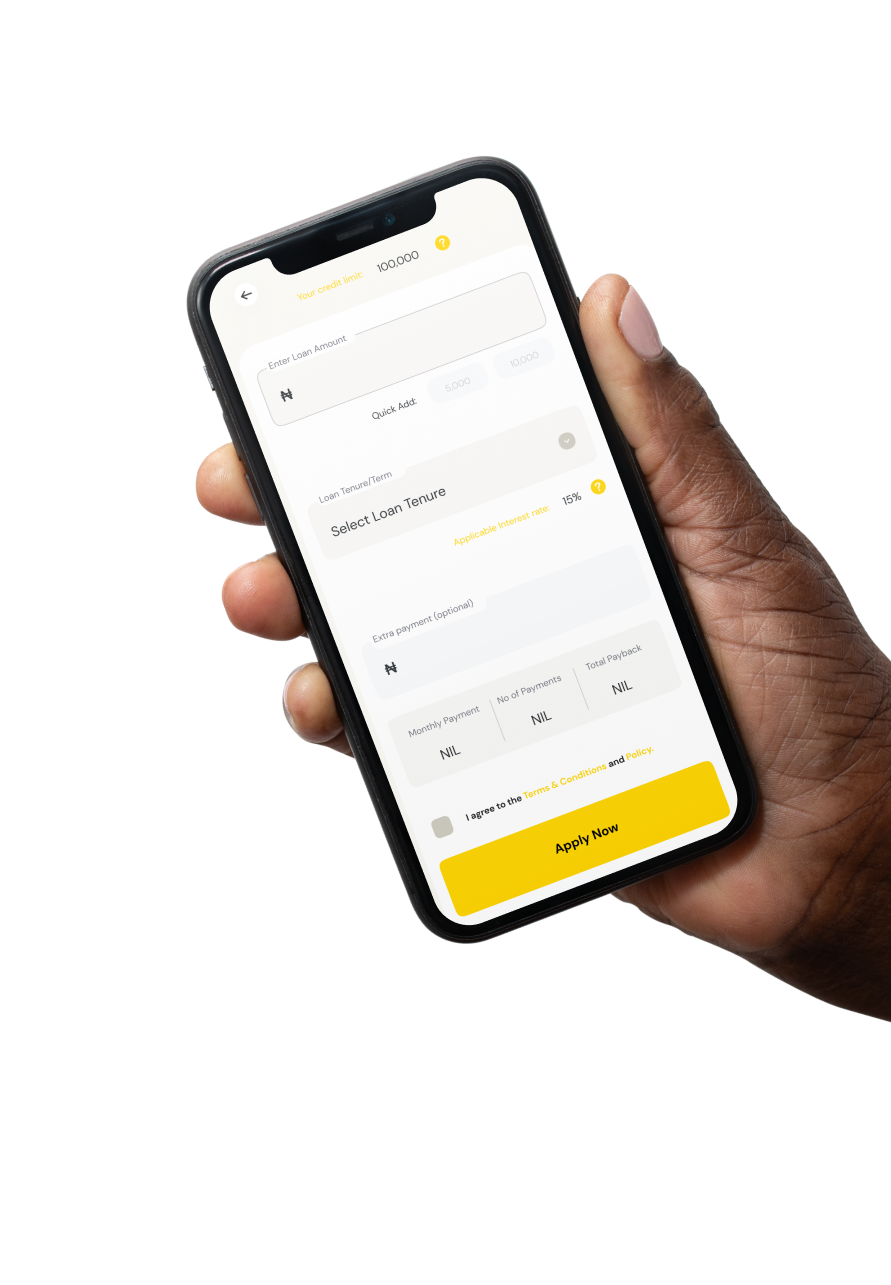 Your credit limit: 100,000 ?
Enter Loan Amount
₦
Quick Add: 5,000 10,000
Loan Tenure/Term
Select Loan Tenure
Applicable Interest rate: 15% ?
Extra payment (optional)
₦
Monthly Payment No of Payments Total Payback
NIL NIL NIL
I agree to the Terms & Conditions and Policy.
Apply Now